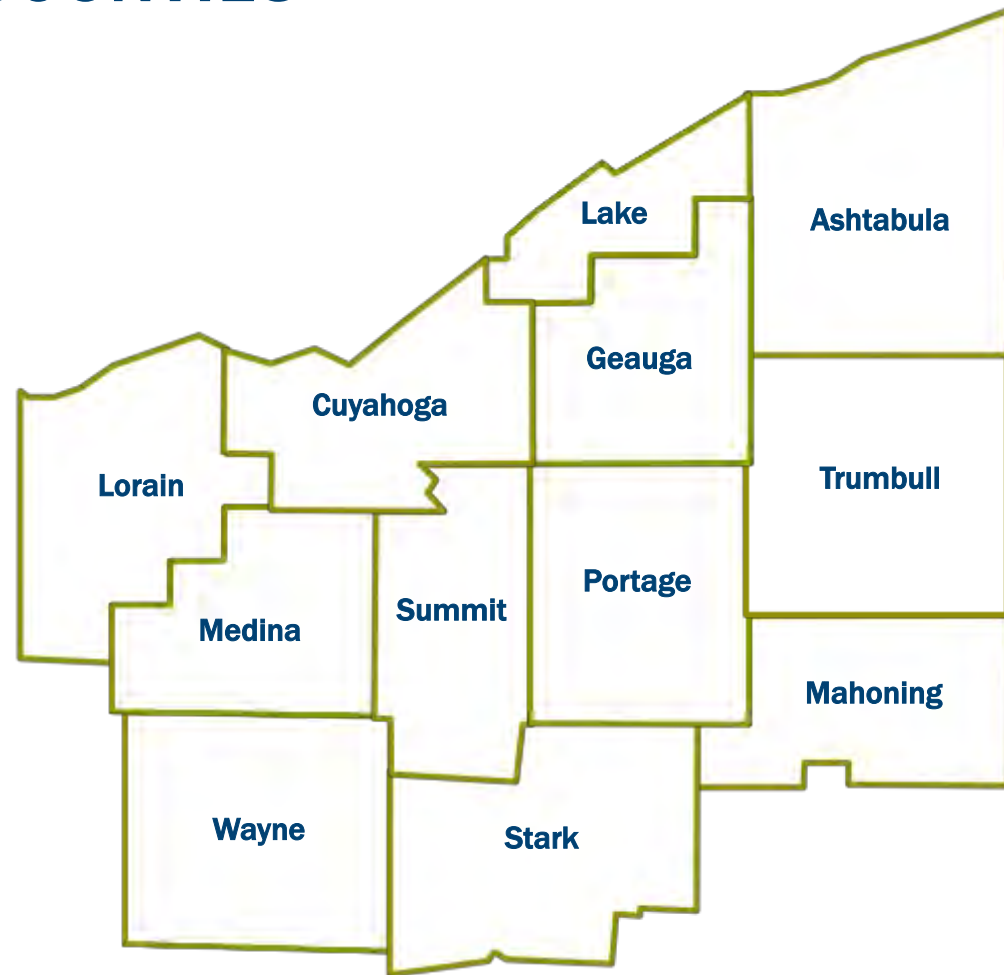 Lake
Ashtabula
Geauga
Cuyahoga
Trumbull
Lorain
Portage
Summit
Medina
Mahoning
Wayne
Stark